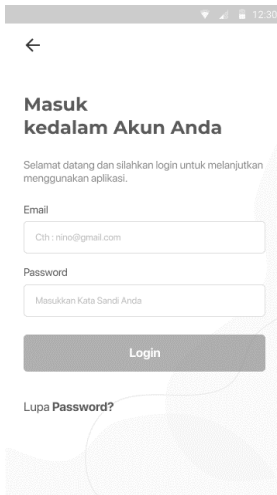 12:30
Masuk
kedalam Akun Anda
Selamat datang dan silahkan login untuk melanjutkan
menggunakan aplikasi.
Email
Cth : nino@gmail.com
Password
Masukkan Kata Sandi Anda
Login
Lupa Password?